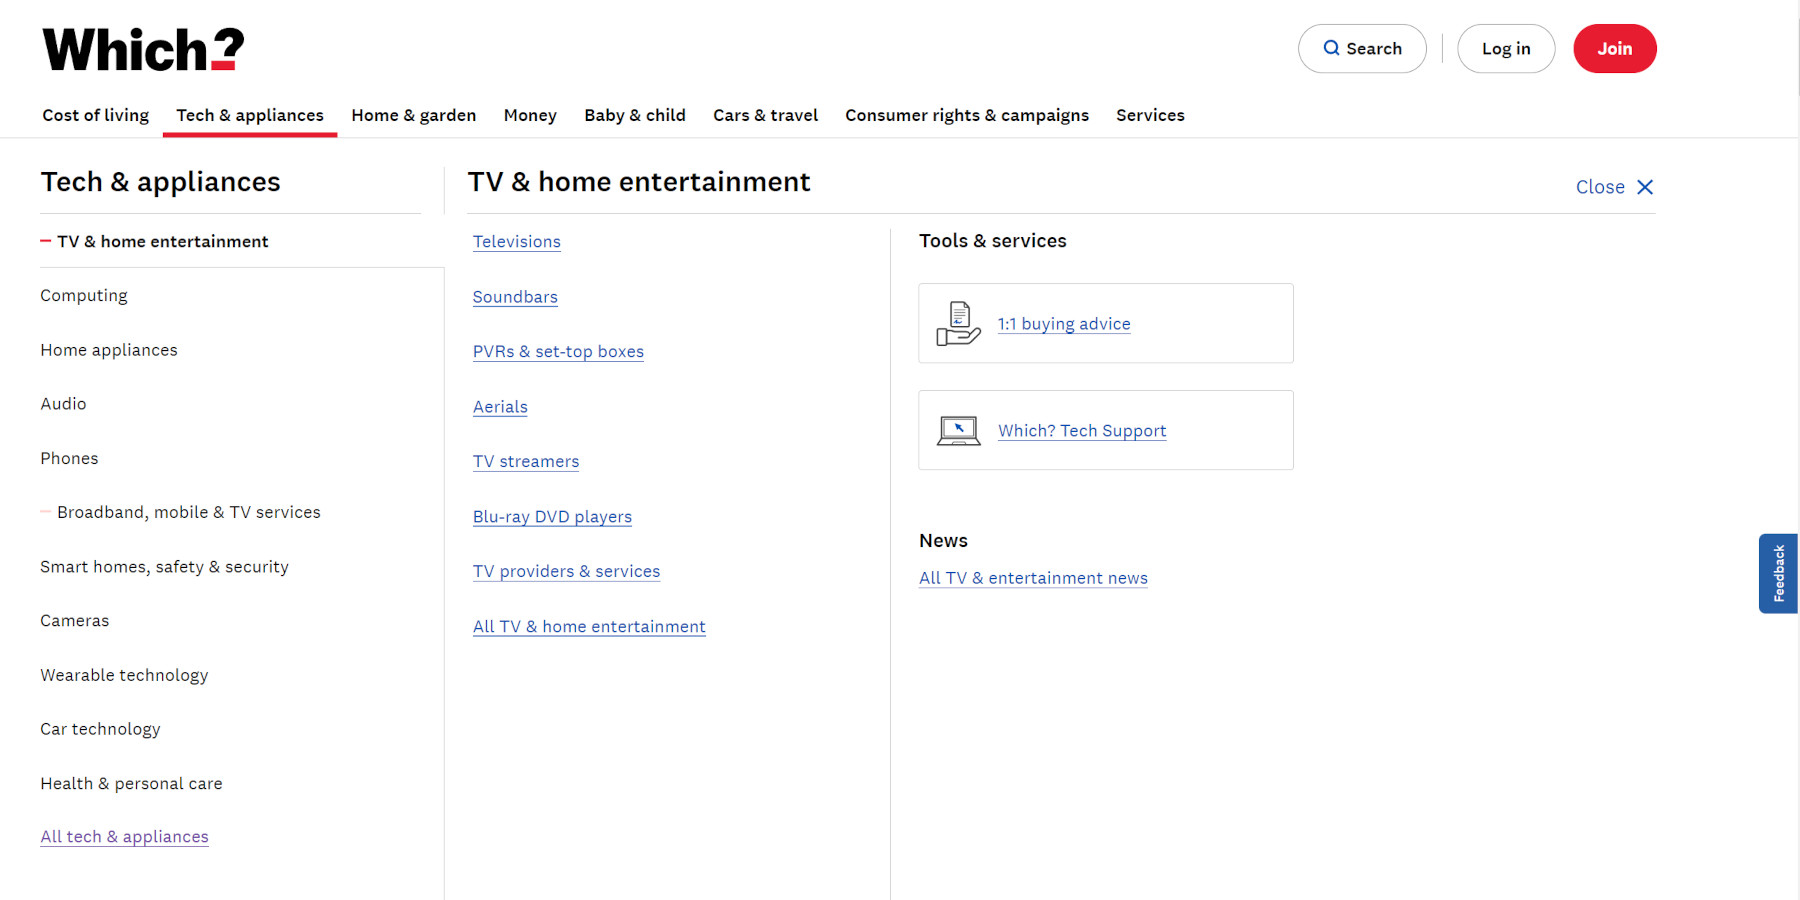 Which?
Search
Log in
Join
Cost of living
Tech & appliances
Home & garden
Money
Baby & child
Cars & travel
Consumer rights & campaigns
Services
Tech & appliances
TV & home entertainment
Computing
Home appliances
Audio
Phones
Broadband, mobile & TV services
Smart homes, safety & security
Cameras
Wearable technology
Car technology
Health & personal care
All tech & appliances
TV & home entertainment
Close
Televisions
Soundbars
PVRs & set-top boxes
Aerials
TV streamers
Blu-ray DVD players
TV providers & services
All TV & home entertainment
Tools & services
1:1 buying advice
Which? Tech Support
News
All TV & entertainment news
Feedback